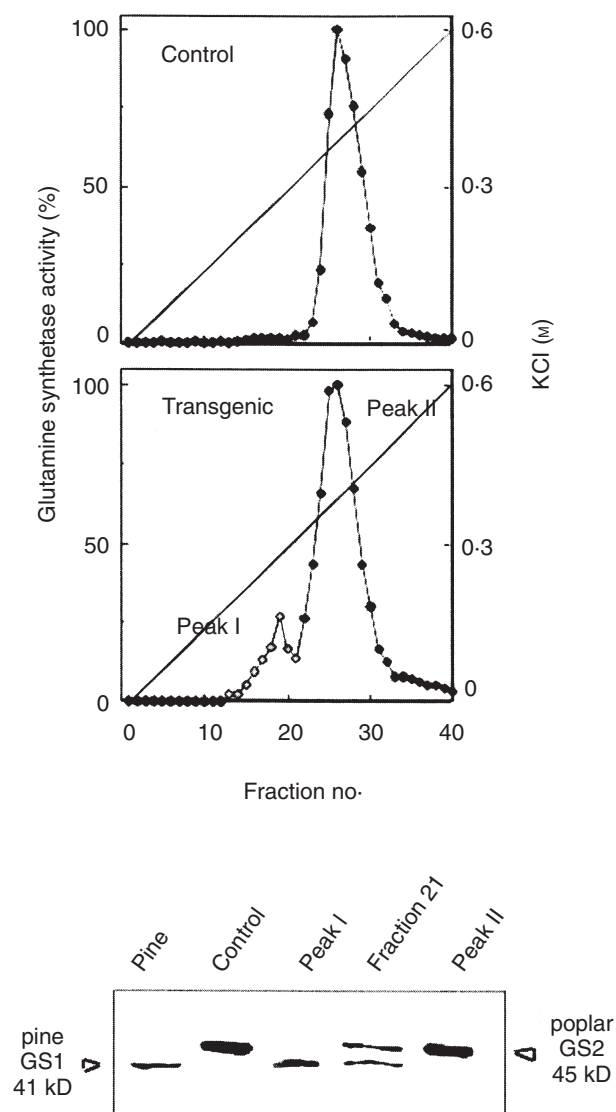 100
Control
50
0
0·6
0·3
0
Glutamine synthetase activity (%)
KCl (M)
100
Transgenic
Peak II
50
Peak I
0
0·6
0·3
0
0
10
20
30
40
Fraction no·
Pine
Control
Peak I
Fraction 21
Peak II
pine
GS1
41 kD
poplar
GS2
45 kD